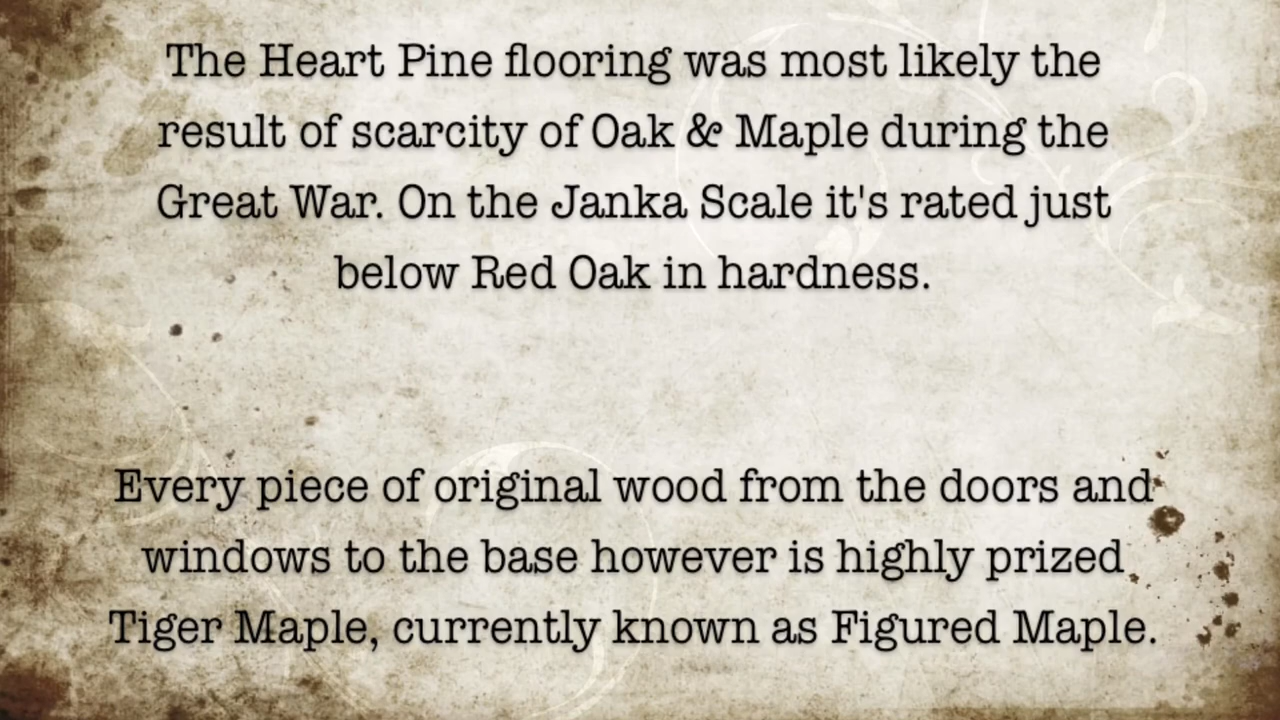 The Heart Pine flooring was most likely the
result of scarcity of Oak & Maple during the
Great War. On the Janka Scale it's rated just
below Red Oak in hardness.
Every piece of original wood from the doors and
windows to the base however is highly prized
Tiger Maple, currently known as Figured Maple.